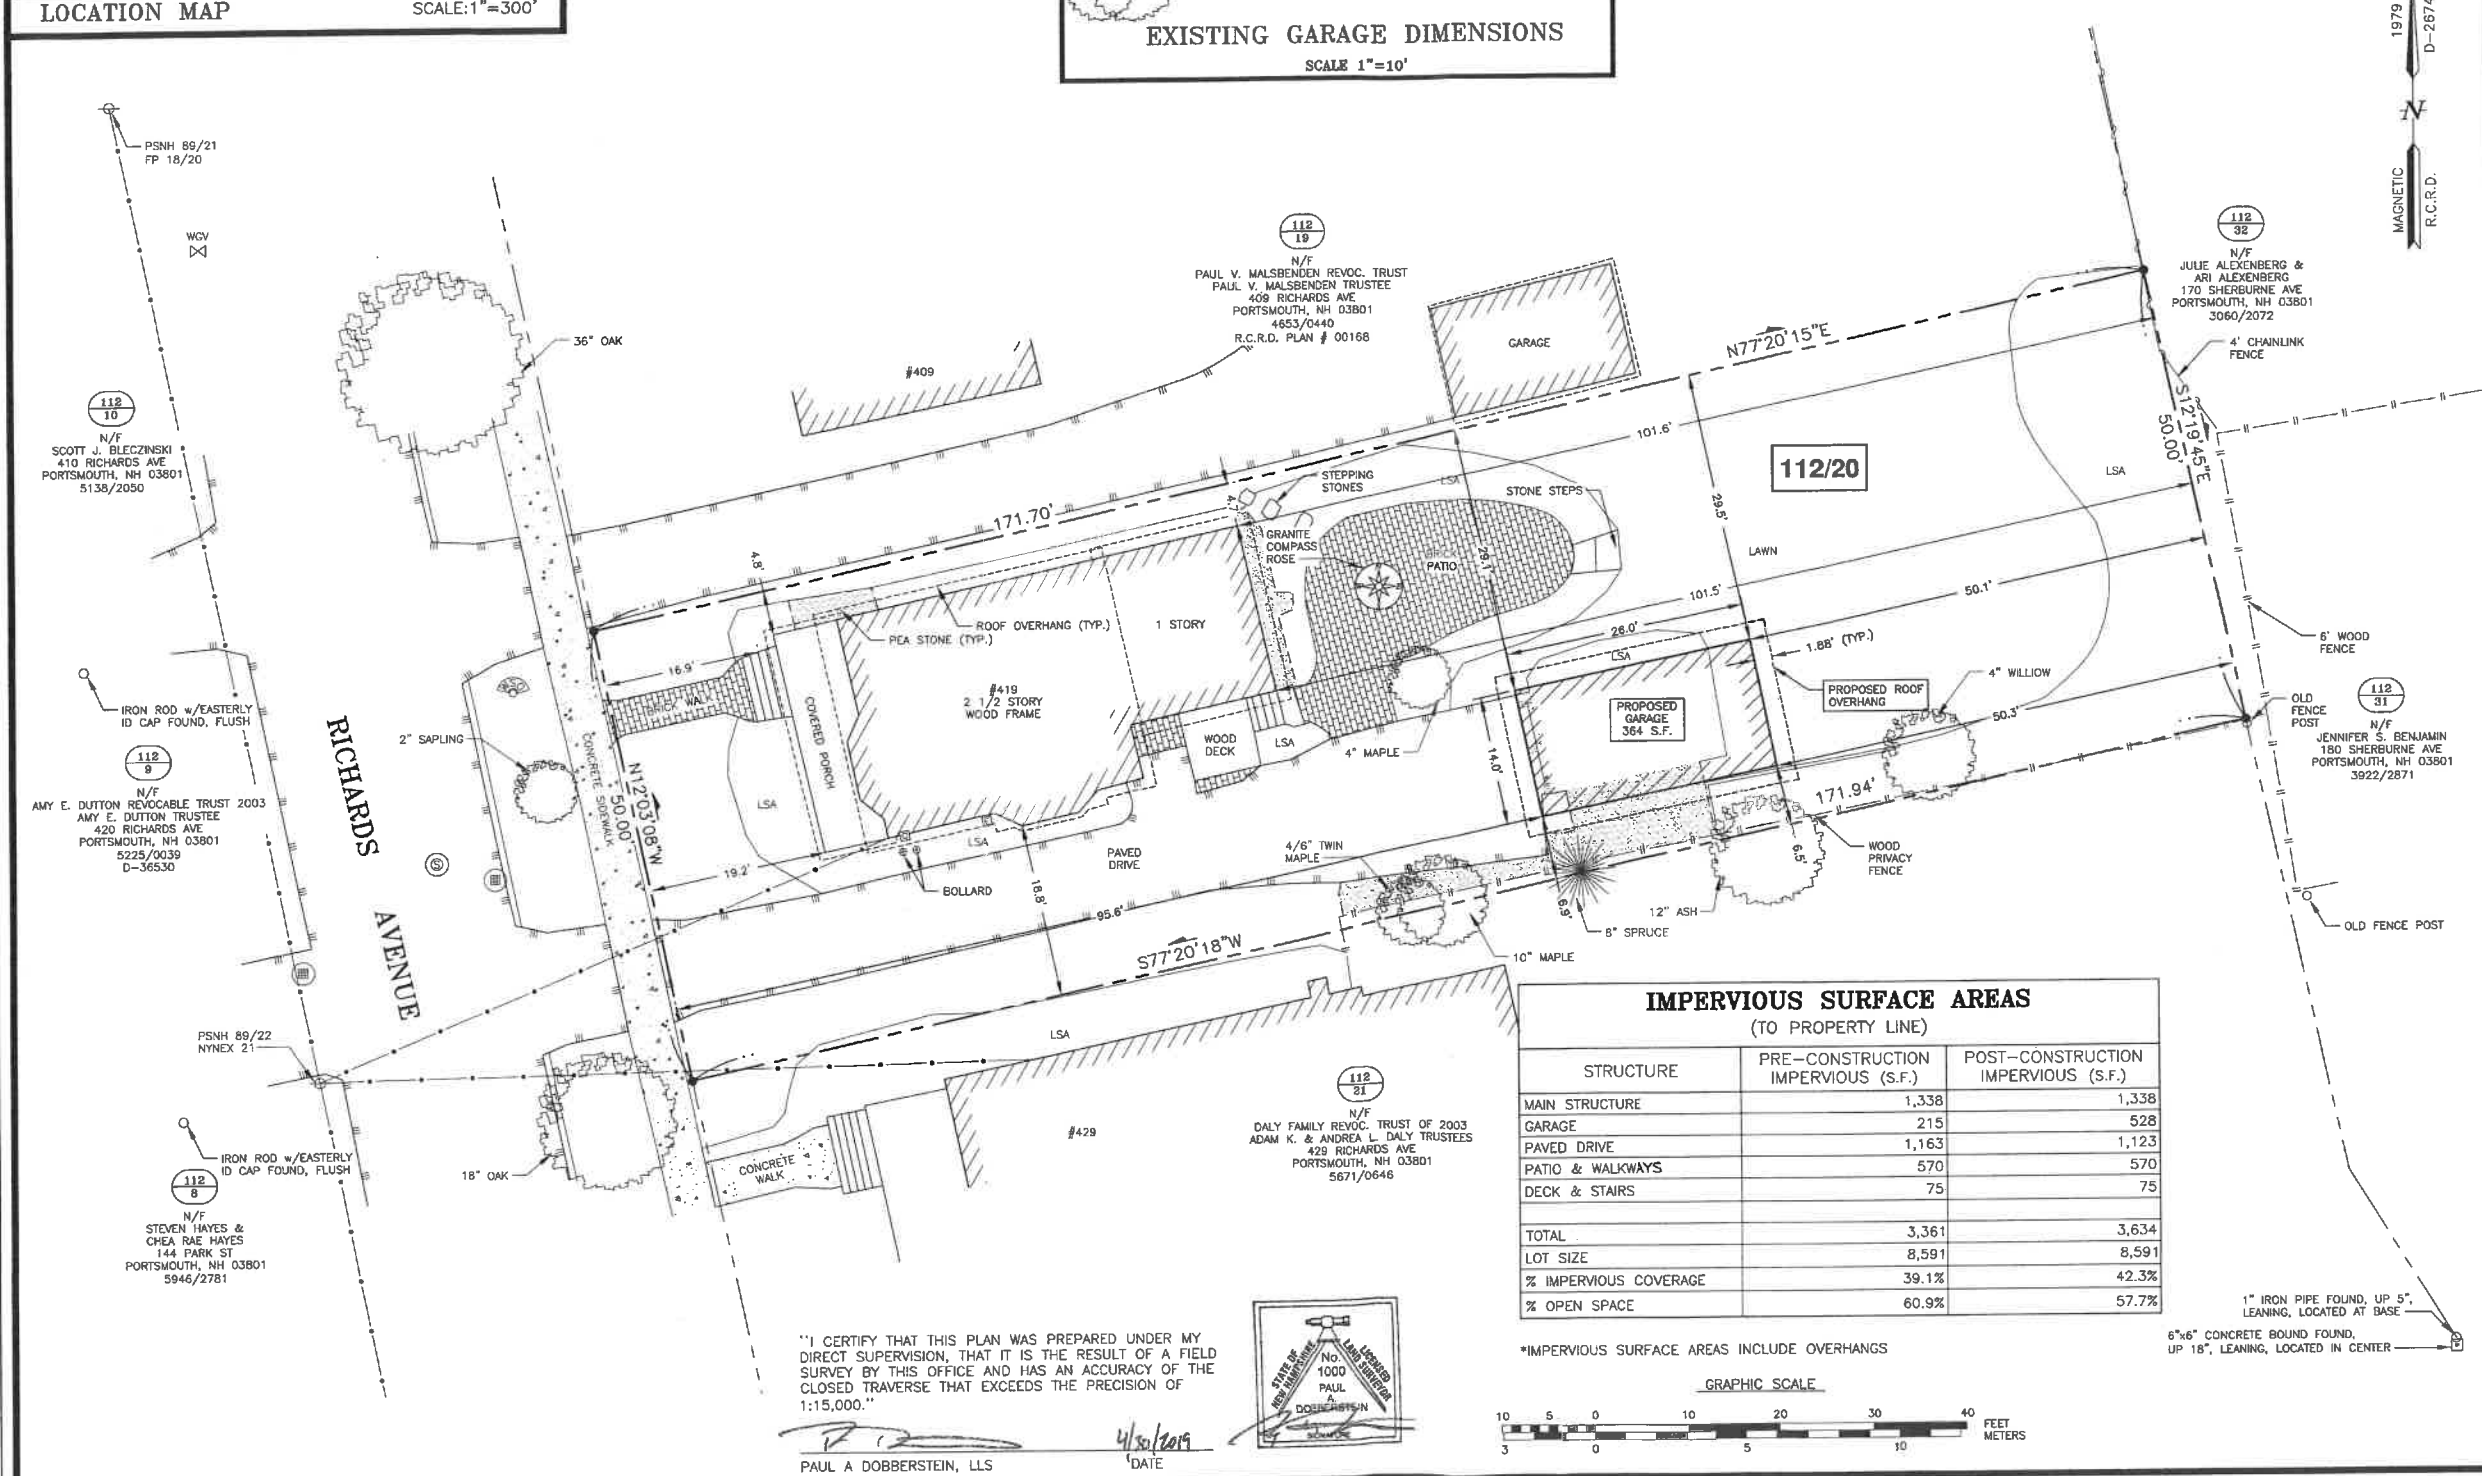 LOCATION MAP
SCALE:1"=300'
EXISTING GARAGE DIMENSIONS
SCALE 1"=10'
1979
D-2674
N
MAGNETIC
R.C.R.D.
PSNH 89/21
FP 18/20
WGV
36" OAK
112
10
N/F
SCOTT J. BLECZINSKI
410 RICHARDS AVE
PORTSMOUTH, NH 03801
5138/2050
#409
112
19
N/F
PAUL V. MALSBENDEN REVOC. TRUST
PAUL V. MALSBENDEN TRUSTEE
409 RICHARDS AVE
PORTSMOUTH, NH 03801
4653/0440
R.C.R.D. PLAN # 00168
GARAGE
N77°20'15"E
112
32
N/F
JULIE ALEXENBERG &
ARI ALEXENBERG
170 SHERBURNE AVE
PORTSMOUTH, NH 03801
3060/2072
4' CHAINLINK
FENCE
S12°19'45"E
50.00'
101.6'
112/20
LSA
STEPPING
STONES
LSA
STONE STEPS
29.5'
171.70'
4.7'
GRANITE
COMPASS
ROSE
BRICK
PATIO
29.1'
LAWN
4.8'
ROOF OVERHANG (TYP.)
PEA STONE (TYP.)
1 STORY
101.5'
50.1'
26.0'
LSA
1.88' (TYP.)
6' WOOD
FENCE
16.9'
BRICK WALK
COVERED PORCH
#419
2 1/2 STORY
WOOD FRAME
WOOD
DECK
LSA
4" MAPLE
14.0'
PROPOSED
GARAGE
364 S.F.
PROPOSED ROOF
OVERHANG
4" WILLIOW
50.3'
OLD
FENCE
POST
112
31
N/F
JENNIFER S. BENJAMIN
180 SHERBURNE AVE
PORTSMOUTH, NH 03801
3922/2871
IRON ROD w/EASTERLY
ID CAP FOUND, FLUSH
RICHARDS
AVENUE
2" SAPLING
CONCRETE SIDEWALK
N12°03'08"W
50.00'
LSA
112
9
N/F
AMY E. DUTTON REVOCABLE TRUST 2003
AMY E. DUTTON TRUSTEE
420 RICHARDS AVE
PORTSMOUTH, NH 03801
5225/0039
D-36530
S
19.2'
LSA
BOLLARD
18.8'
PAVED
DRIVE
4/6" TWIN
MAPLE
171.94'
6.5'
WOOD
PRIVACY
FENCE
95.6'
6.9'
12" ASH
8" SPRUCE
10" MAPLE
OLD FENCE POST
S77°20'18"W
LSA
PSNH 89/22
NYNEX 21
IRON ROD w/EASTERLY
ID CAP FOUND, FLUSH
112
8
N/F
STEVEN HAYES &
CHEA RAE HAYES
144 PARK ST
PORTSMOUTH, NH 03801
5946/2781
18" OAK
CONCRETE
WALK
#429
112
21
N/F
DALY FAMILY REVOC. TRUST OF 2003
ADAM K. & ANDREA L. DALY TRUSTEES
429 RICHARDS AVE
PORTSMOUTH, NH 03801
5671/0646
IMPERVIOUS SURFACE AREAS
(TO PROPERTY LINE)
STRUCTURE PRE-CONSTRUCTION IMPERVIOUS (S.F.) POST-CONSTRUCTION IMPERVIOUS (S.F.)
MAIN STRUCTURE 1,338 1,338
GARAGE 215 528
PAVED DRIVE 1,163 1,123
PATIO & WALKWAYS 570 570
DECK & STAIRS 75 75
TOTAL 3,361 3,634
LOT SIZE 8,591 8,591
% IMPERVIOUS COVERAGE 39.1% 42.3%
% OPEN SPACE 60.9% 57.7%
*IMPERVIOUS SURFACE AREAS INCLUDE OVERHANGS
1" IRON PIPE FOUND, UP 5",
LEANING, LOCATED AT BASE
6"x6" CONCRETE BOUND FOUND,
UP 18", LEANING, LOCATED IN CENTER
"I CERTIFY THAT THIS PLAN WAS PREPARED UNDER MY
DIRECT SUPERVISION, THAT IT IS THE RESULT OF A FIELD
SURVEY BY THIS OFFICE AND HAS AN ACCURACY OF THE
CLOSED TRAVERSE THAT EXCEEDS THE PRECISION OF
1:15,000."
4/30/2019
PAUL A DOBBERSTEIN, LLS
DATE
STATE OF
NEW HAMPSHIRE
LICENSED
LAND SURVEYOR
No.
1000
PAUL
A.
DOBBERSTEIN
SIGNATURE
GRAPHIC SCALE
10 5 0 10 20 30 40 FEET
3 0 5 10 METERS